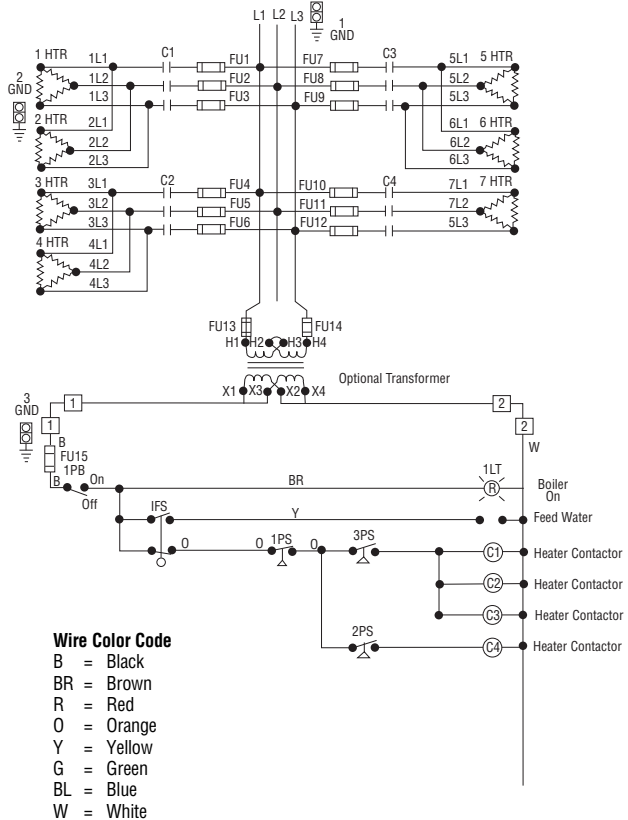 L1 L2 L3
1
GND
2
GND
1 HTR 1L1 C1 FU1 FU7 C3 5L1 5 HTR
1L2 FU2 FU8 5L2
1L3 FU3 FU9 5L3
2 HTR 2L1 6L1 6 HTR
2L2 6L2
2L3 6L3
3 HTR 3L1 C2 FU4 FU10 C4 7L1 7 HTR
3L2 FU5 FU11 7L2
3L3 FU6 FU12 5L3
4 HTR 4L1
4L2
4L3
FU13 FU14
H1 H2 H3 H4
X1 X3 X2 X4
Optional Transformer
3
GND
1 2
1 2
B W
FU15
1PB
B On
Off
BR 1LT
R
Boiler
On
IFS Y Feed Water
O O 1PS O 3PS C1 Heater Contactor
C2 Heater Contactor
C3 Heater Contactor
2PS C4 Heater Contactor
Wire Color Code
B = Black
BR = Brown
R = Red
O = Orange
Y = Yellow
G = Green
BL = Blue
W = White